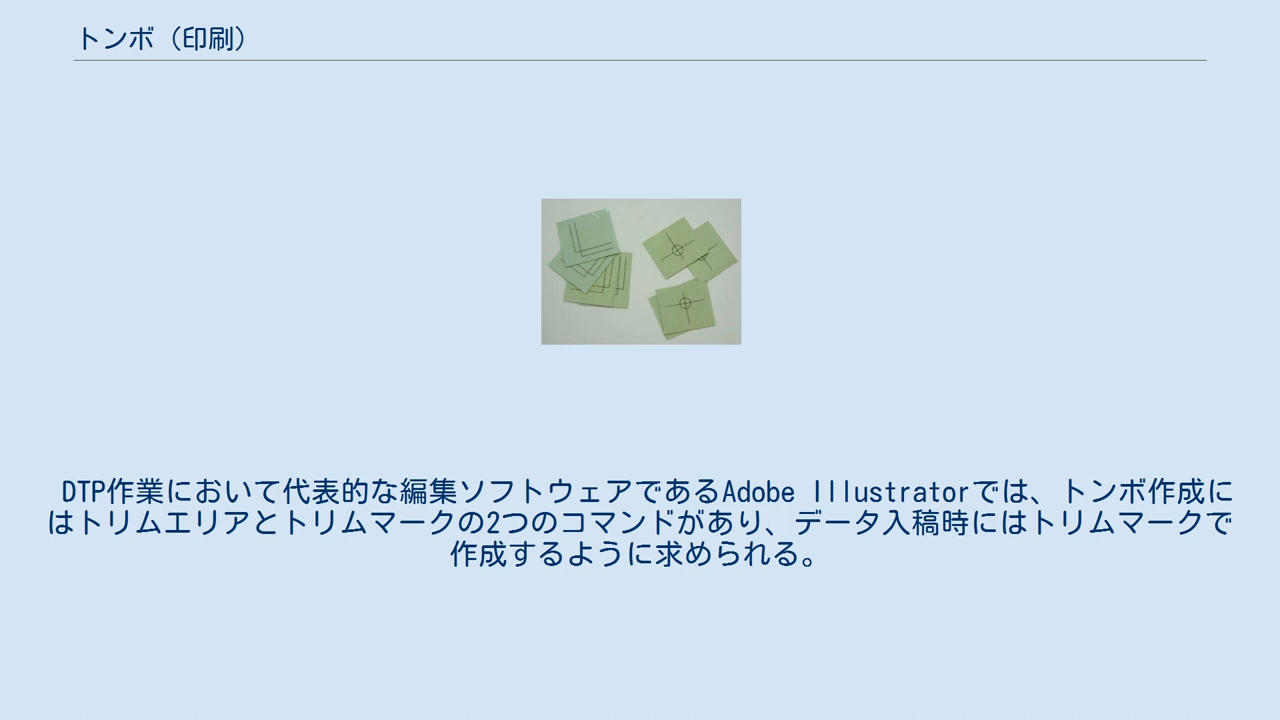 トンボ（印刷）
DTP作業において代表的な編集ソフトウェアであるAdobe Illustratorでは、トンボ作成に
はトリムエリアとトリムマークの2つのコマンドがあり、データ入稿時にはトリムマークで
作成するように求められる。